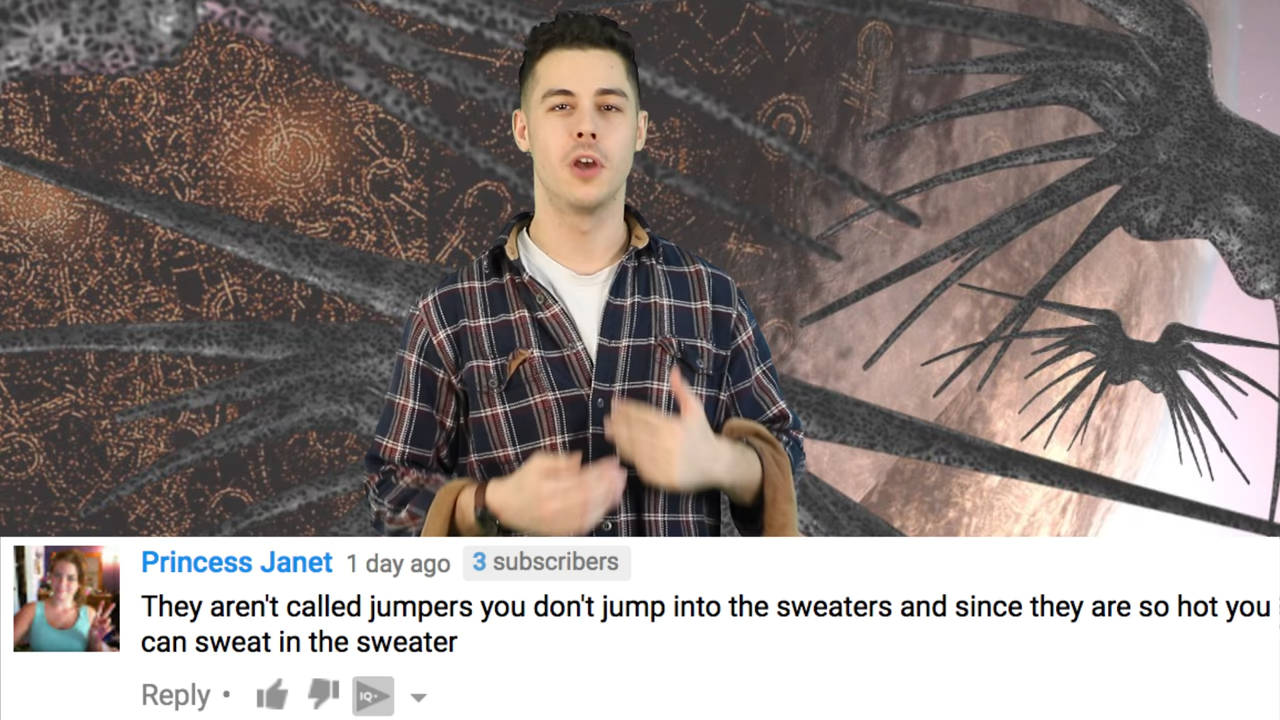 Princess Janet 1 day ago 3 subscribers
They aren't called jumpers you don't jump into the sweaters and since they are so hot you
can sweat in the sweater
Reply •
IQ+